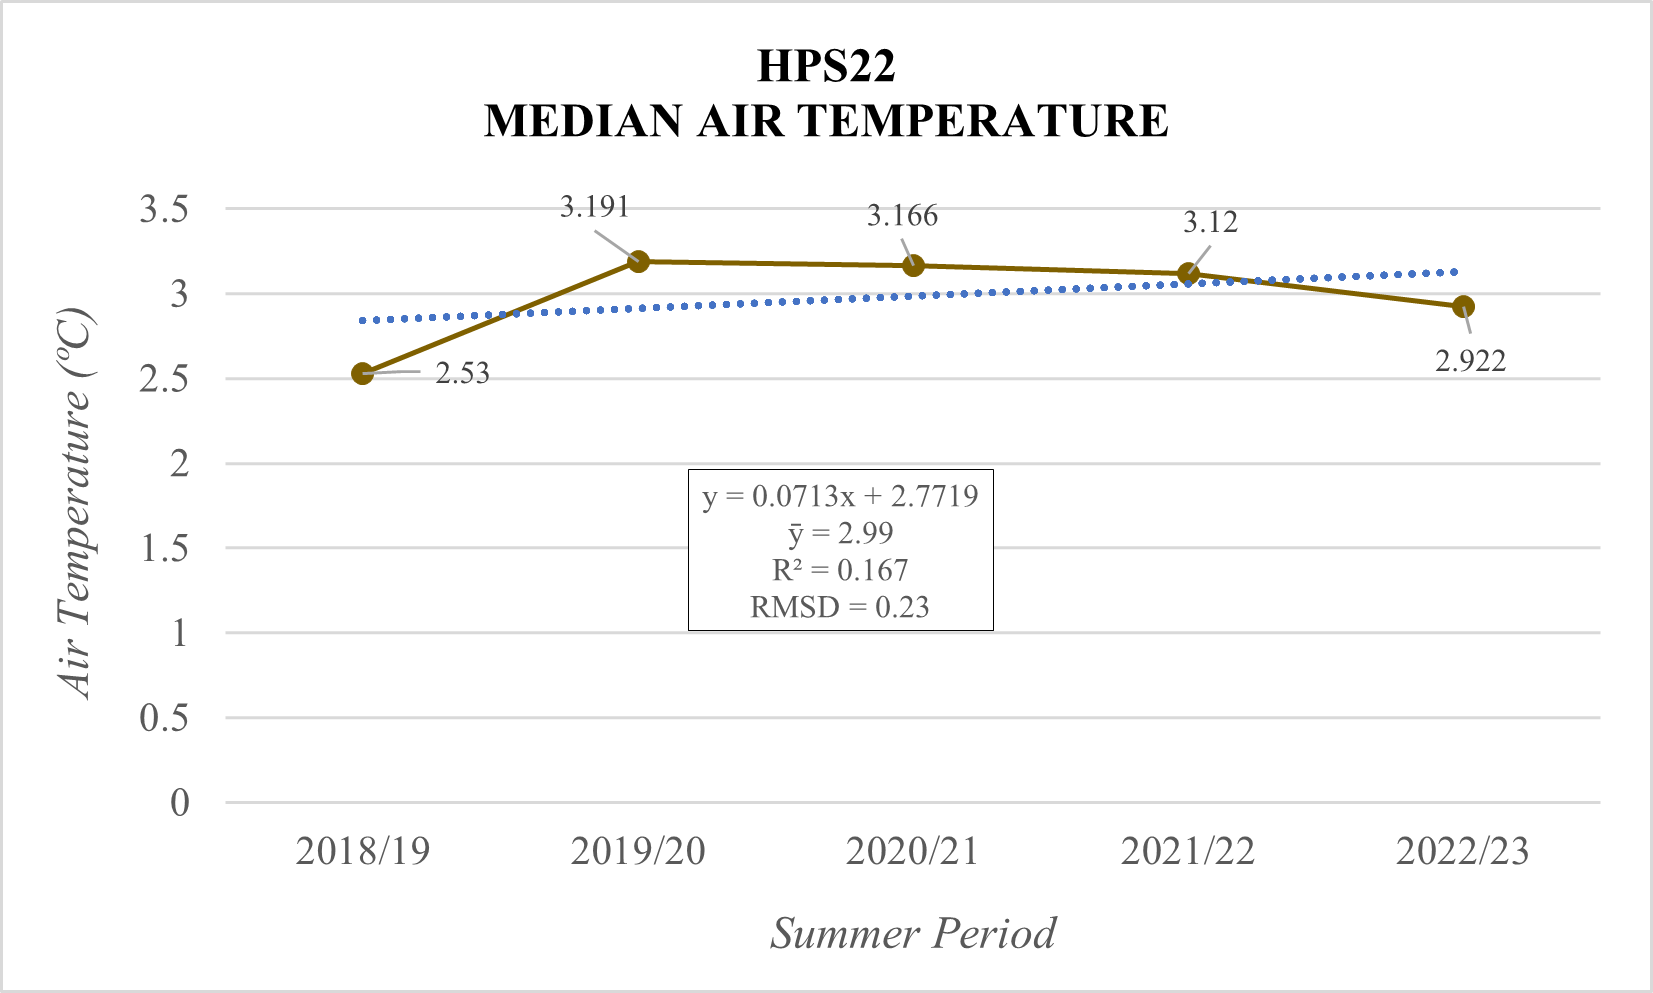 HPS22
MEDIAN AIR TEMPERATURE
3.5
3
2.5
2
1.5
1
0.5
0
Air Temperature (ºC)
2.53
3.191
3.166
3.12
2.922
y = 0.0713x + 2.7719
ȳ = 2.99
R² = 0.167
RMSD = 0.23
2018/19
2019/20
2020/21
2021/22
2022/23
Summer Period